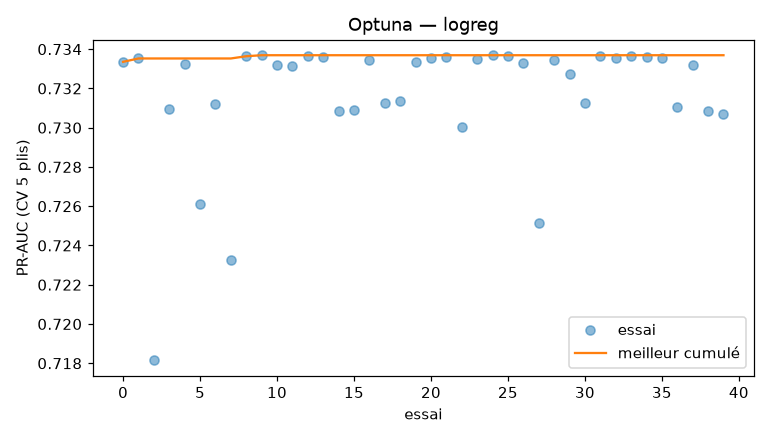 Optuna — logreg
PR-AUC (CV 5 plis)
0.734
0.732
0.730
0.728
0.726
0.724
0.722
0.720
0.718
essai
meilleur cumulé
0 5 10 15 20 25 30 35 40
essai